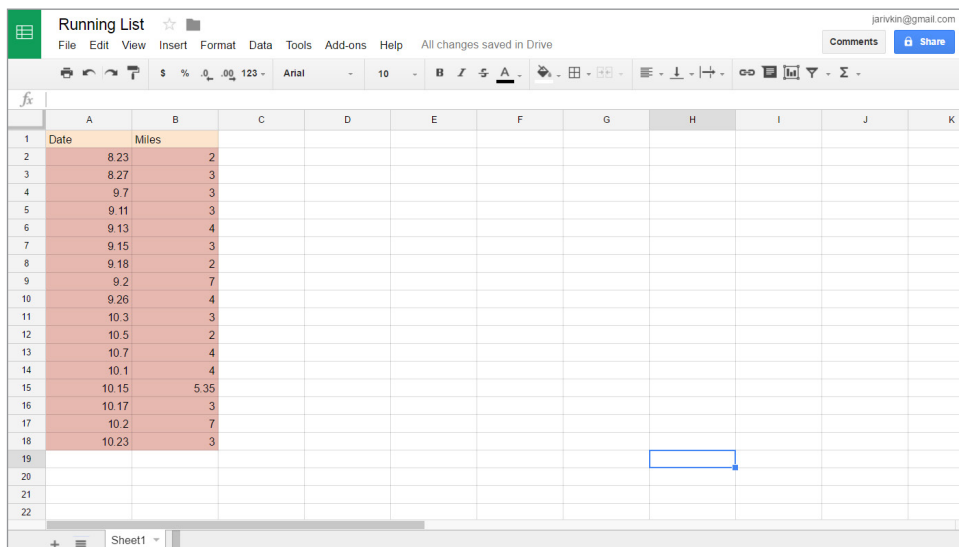 Running List
jarivkin@gmail.com
File Edit View Insert Format Data Tools Add-ons Help All changes saved in Drive
Comments Share
$ % .0 .00 123 Arial 10 B I S A Σ
fx
A B C D E F G H I J K
1 Date Miles
2 8.23 2
3 8.27 3
4 9.7 3
5 9.11 3
6 9.13 4
7 9.15 3
8 9.18 2
9 9.2 7
10 9.26 4
11 10.3 3
12 10.5 2
13 10.7 4
14 10.1 4
15 10.15 5.35
16 10.17 3
17 10.2 7
18 10.23 3
19
20
21
22
Sheet1